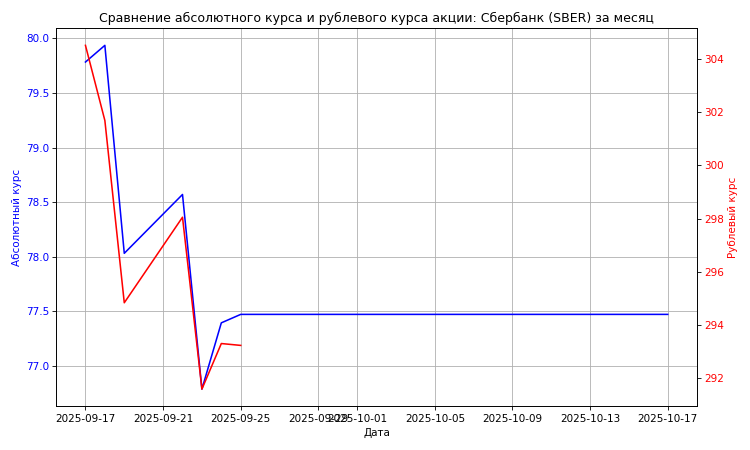 Сравнение абсолютного курса и рублевого курса акции: Сбербанк (SBER) за месяц
80.0
79.5
79.0
78.5
78.0
77.5
77.0
Абсолютный курс
304
302
300
298
296
294
292
Рублевый курс
2025-09-17 2025-09-21 2025-09-25 2025-09-29 2025-10-01 2025-10-05 2025-10-09 2025-10-13 2025-10-17
Дата